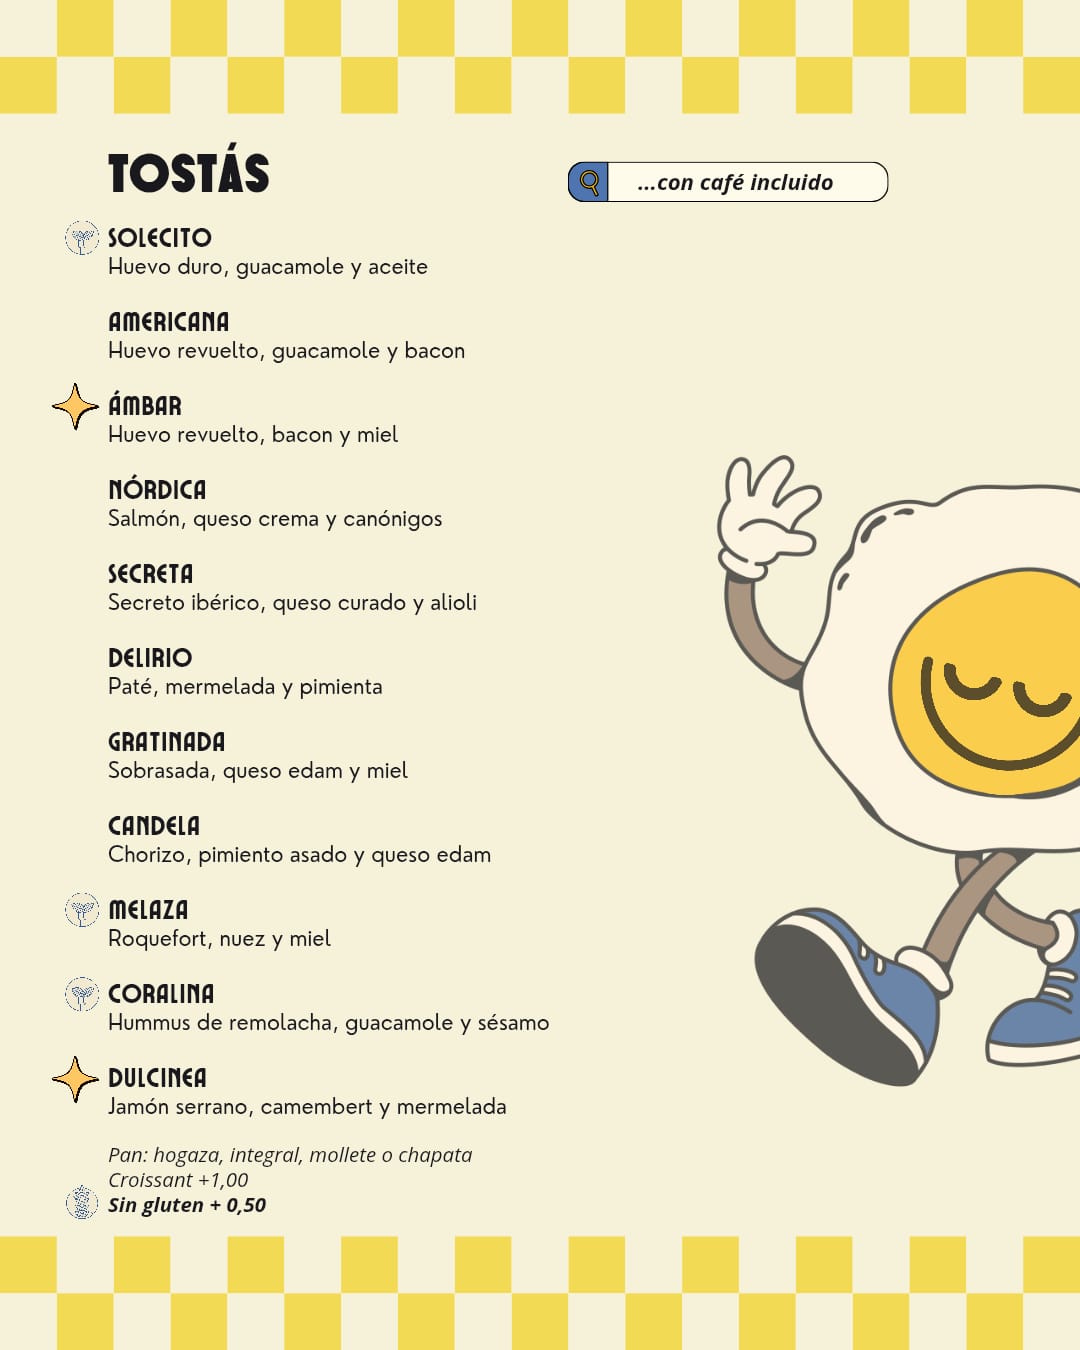 TOSTÁS
...con café incluido
SOLECITO
Huevo duro, guacamole y aceite
AMERICANA
Huevo revuelto, guacamole y bacon
ÁMBAR
Huevo revuelto, bacon y miel
NÓRDICA
Salmón, queso crema y canónigos
SECRETA
Secreto ibérico, queso curado y alioli
DELIRIO
Paté, mermelada y pimienta
GRATINADA
Sobrasada, queso edam y miel
CANDELA
Chorizo, pimiento asado y queso edam
MELAZA
Roquefort, nuez y miel
CORALINA
Hummus de remolacha, guacamole y sésamo
DULCINEA
Jamón serrano, camembert y mermelada
Pan: hogaza, integral, mollete o chapata
Croissant +1,00
Sin gluten + 0,50